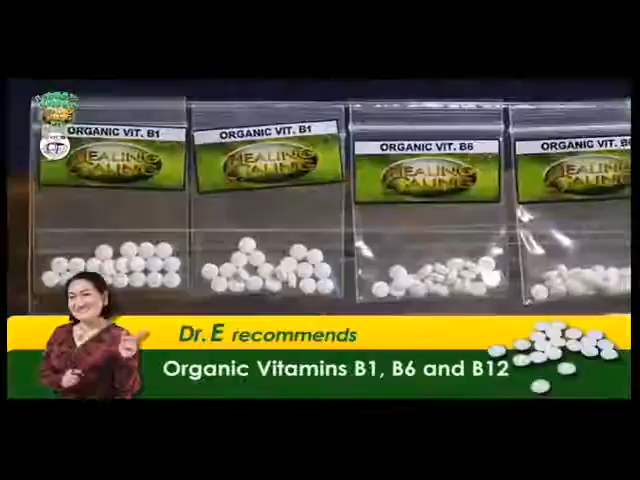 ORGANIC VIT. B1
ORGANIC VIT. B1
ORGANIC VIT. B6
ORGANIC VIT.
HEALING
GALING
HEALING
GALING
HEALING
GALING
HEALING
GALING
Dr. E recommends
Organic Vitamins B1, B6 and B12